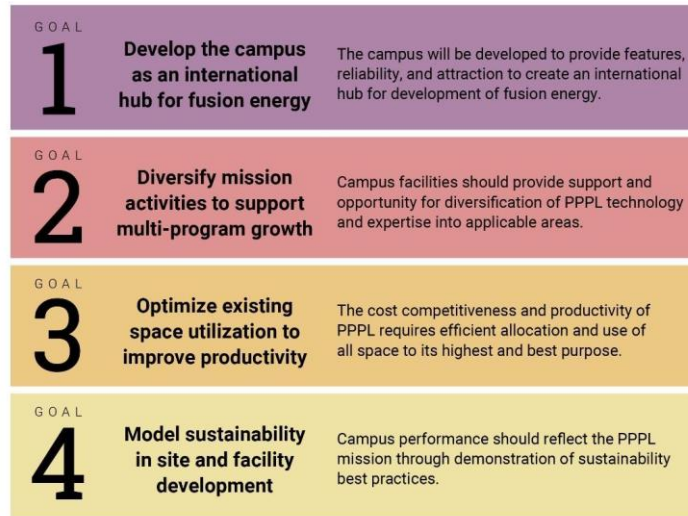 GOAL
1
Develop the campus
as an international
hub for fusion energy
The campus will be developed to provide features,
reliability, and attraction to create an international
hub for development of fusion energy.
GOAL
2
Diversify mission
activities to support
multi-program growth
Campus facilities should provide support and
opportunity for diversification of PPPL technology
and expertise into applicable areas.
GOAL
3
Optimize existing
space utilization to
improve productivity
The cost competitiveness and productivity of
PPPL requires efficient allocation and use of
all space to its highest and best purpose.
GOAL
4
Model sustainability
in site and facility
development
Campus performance should reflect the PPPL
mission through demonstration of sustainability
best practices.